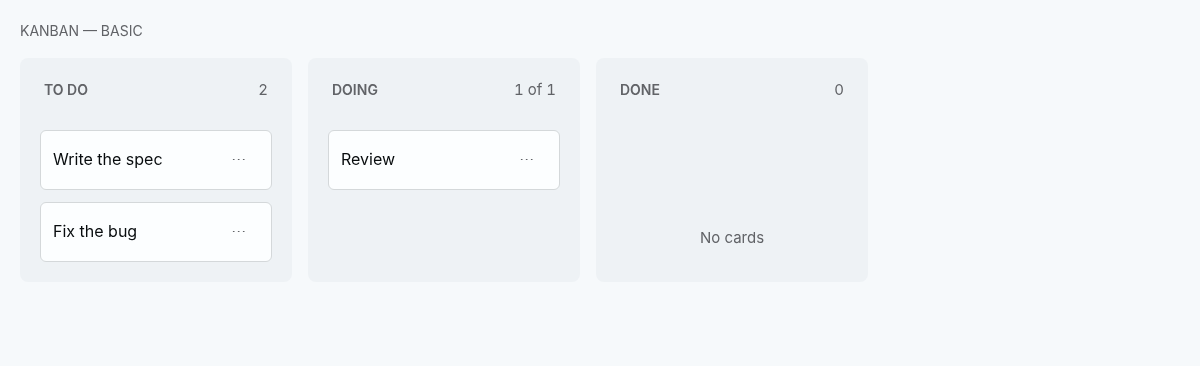 KANBAN — BASIC
TO DO 2
Write the spec ...
Fix the bug ...
DOING 1 of 1
Review ...
DONE 0
No cards